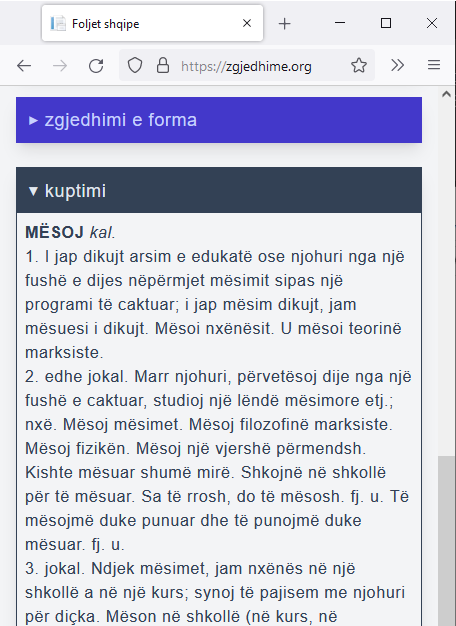 Foljet shqipe
https://zgjedhime.org
▸ zgjedhimi e forma
▾ kuptimi
MËSOJ kal.
1. I jap dikujt arsim e edukatë ose njohuri nga një
fushë e dijes nëpërmjet mësimit sipas një
programi të caktuar; i jap mësim dikujt, jam
mësuesi i dikujt. Mësoi nxënësit. U mësoi teorinë
marksiste.
2. edhe jokal. Marr njohuri, përvetësoj dije nga një
fushë e caktuar, studioj një lëndë mësimore etj.;
nxë. Mësoj mësimet. Mësoj filozofinë marksiste.
Mësoj fizikën. Mësoj një vjershë përmendsh.
Kishte mësuar shumë mirë. Shkojnë në shkollë
për të mësuar. Sa të rrosh, do të mësosh. fj. u. Të
mësojmë duke punuar dhe të punojmë duke
mësuar. fj. u.
3. jokal. Ndjek mësimet, jam nxënës në një
shkollë a në një kurs; synoj të pajisem me njohuri
për diçka. Mëson në shkollë (në kurs, në